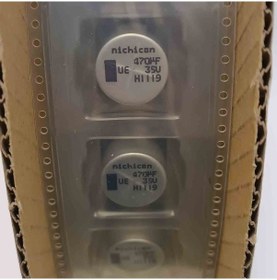 nichicon
470µF
UE 35V
H1119
nichicon
470µF
UE 35V
H1119